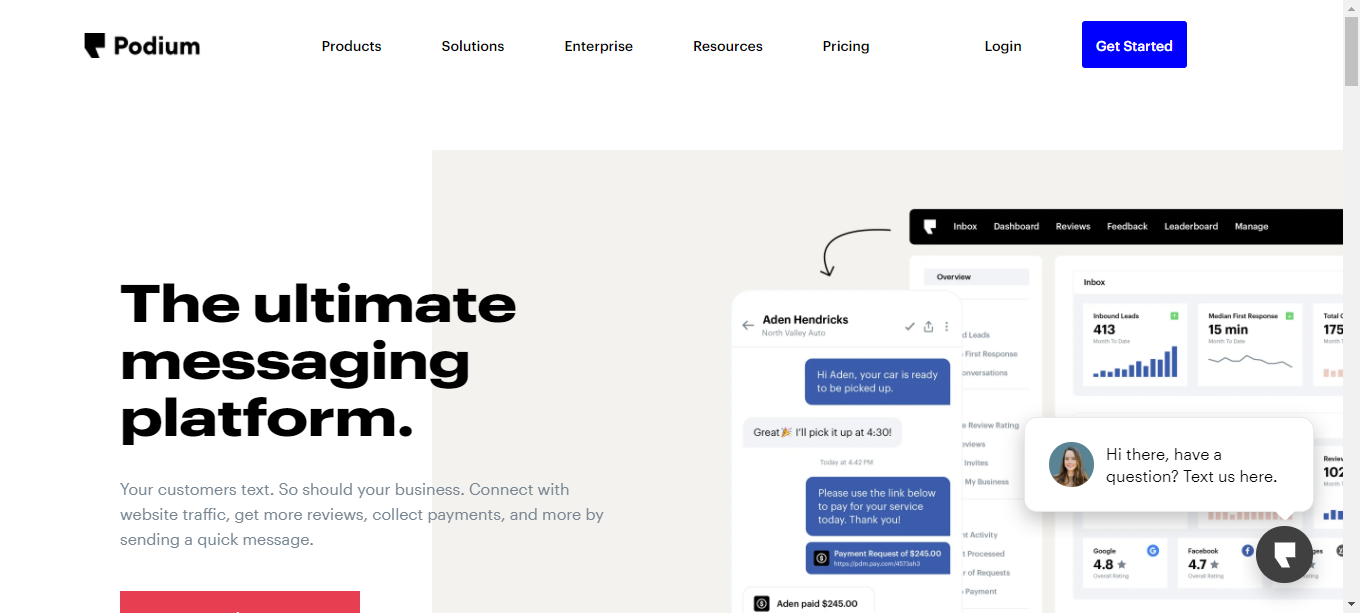 Podium
Products
Solutions
Enterprise
Resources
Pricing
Login
Get Started
The ultimate
messaging
platform.
Your customers text. So should your business. Connect with
website traffic, get more reviews, collect payments, and more by
sending a quick message.
Inbox
Dashboard
Reviews
Feedback
Leaderboard
Manage
Overview
Inbox
Aden Hendricks
North Valley Auto
Hi Aden, your car is ready
to be picked up.
Great🎉 I'll pick it up at 4:30!
Today at 4:42 PM
Please use the link below
to pay for your service
today. Thank you!
Payment Request of $245.00
https://pdm.pay.com/4573ah3
Aden paid $245.00
d Leads
First Response
onversations
e Review Rating
eviews
Invites
My Business
t Activity
t Processed
r of Requests
Payment
Inbound Leads
413
Month To Date
Median First Response
15 min
Month To Date
Total C
175
Month
Review
102
Month
Hi there, have a
question? Text us here.
Google
4.8 ★
Overall Rating
Facebook
4.7 ★
Overall Rating
ges